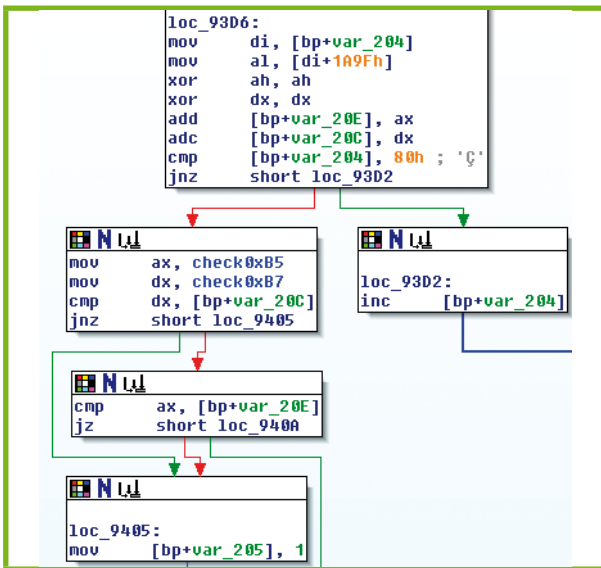 loc_93D6:
mov di, [bp+var_204]
mov al, [di+1A9Fh]
xor ah, ah
xor dx, dx
add [bp+var_20E], ax
adc [bp+var_20C], dx
cmp [bp+var_204], 80h ; 'Ç'
jnz short loc_93D2
N
mov ax, check0xB5
mov dx, check0xB7
cmp dx, [bp+var_20C]
jnz short loc_9405
N
loc_93D2:
inc [bp+var_204]
N
cmp ax, [bp+var_20E]
jz short loc_940A
N
loc_9405:
mov [bp+var_205], 1